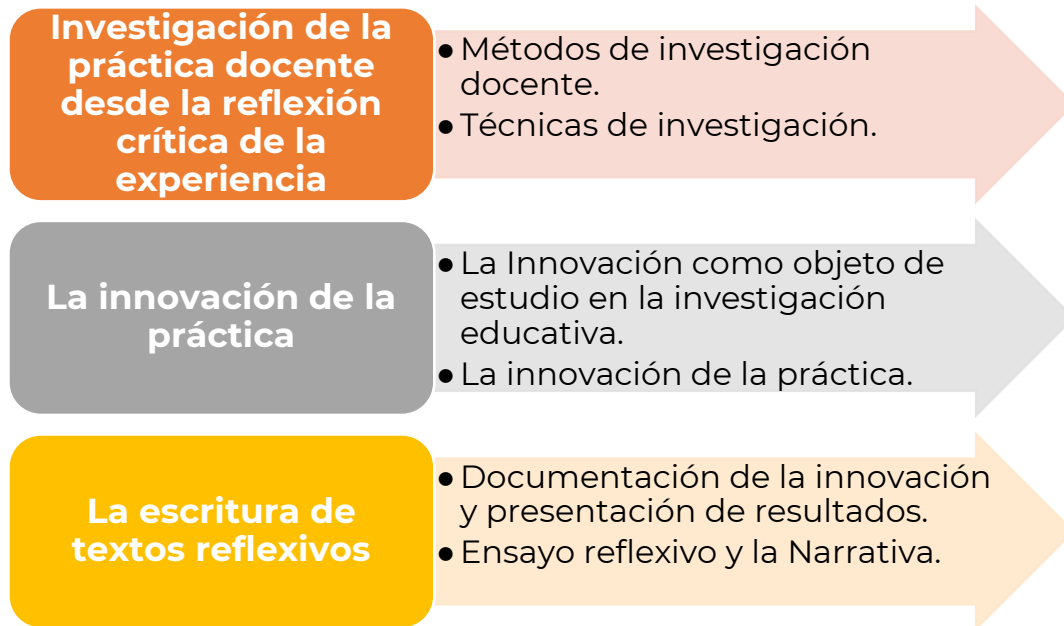 Investigación de la
práctica docente
desde la reflexión
crítica de la
experiencia
● Métodos de investigación
docente.
● Técnicas de investigación.
La innovación de la
práctica
● La Innovación como objeto de
estudio en la investigación
educativa.
● La innovación de la práctica.
La escritura de
textos reflexivos
● Documentación de la innovación
y presentación de resultados.
● Ensayo reflexivo y la Narrativa.